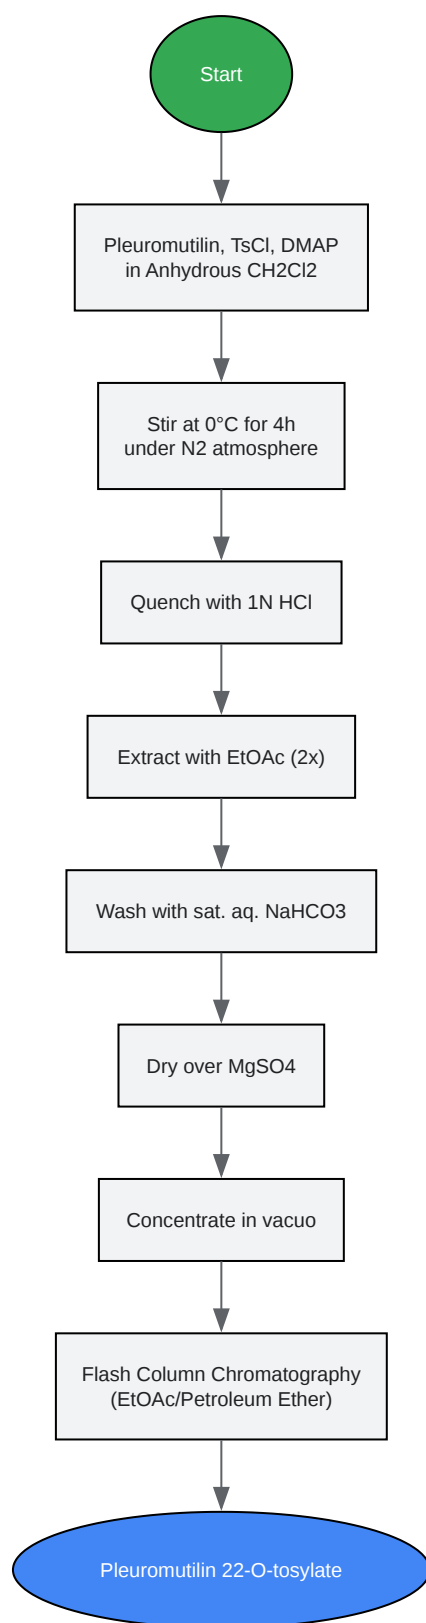 Start
Pleuromutilin, TsCl, DMAP
in Anhydrous CH2Cl2
Stir at 0°C for 4h
under N2 atmosphere
Quench with 1N HCl
Extract with EtOAc (2x)
Wash with sat. aq. NaHCO3
Dry over MgSO4
Concentrate in vacuo
Flash Column Chromatography
(EtOAc/Petroleum Ether)
Pleuromutilin 22-O-tosylate